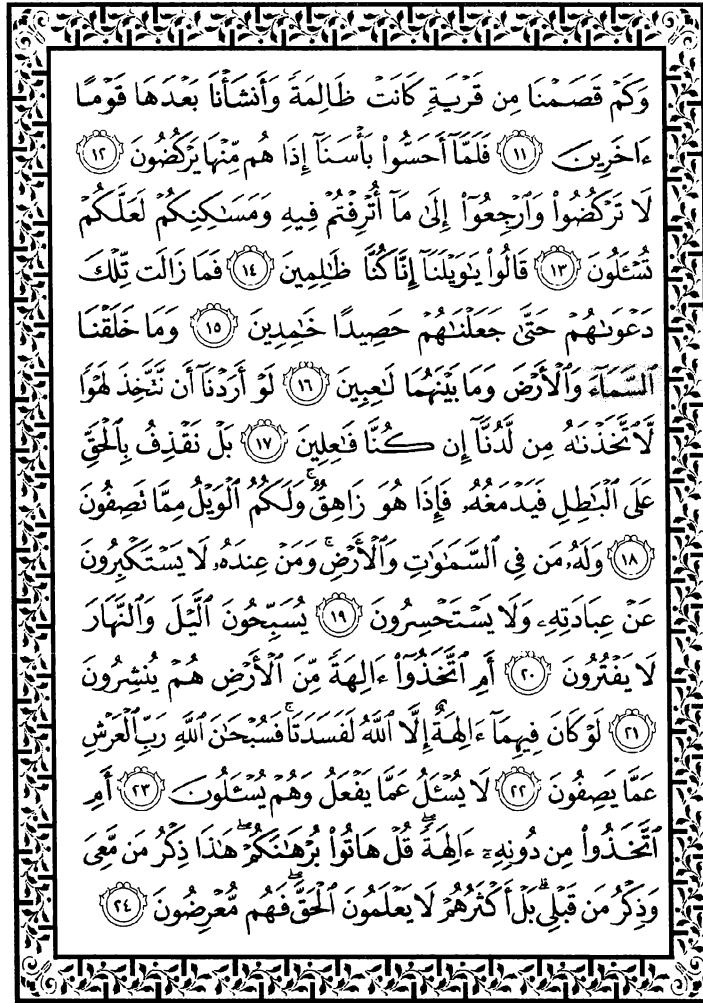 وَكَمۡ قَصَمۡنَا مِن قَرۡيَةٖ كَانَتۡ ظَالِمَةٗ وَأَنشَأۡنَا بَعۡدَهَا قَوۡمًا
ءَاخَرِينَ ١١ فَلَمَّآ أَحَسُّواْ بَأۡسَنَآ إِذَا هُم مِّنۡهَا يَرۡكُضُونَ ١٢
لَا تَرۡكُضُواْ وَٱرۡجِعُوٓاْ إِلَىٰ مَآ أُتۡرِفۡتُمۡ فِيهِ وَمَسَٰكِنِكُمۡ لَعَلَّكُمۡ
تُسۡـَٔلُونَ ١٣ قَالُواْ يَٰوَيۡلَنَآ إِنَّا كُنَّا ظَٰلِمِينَ ١٤ فَمَا زَالَت تِّلۡكَ
دَعۡوَىٰهُمۡ حَتَّىٰ جَعَلۡنَٰهُمۡ حَصِيدًا خَٰمِدِينَ ١٥ وَمَا خَلَقۡنَا
ٱلسَّمَآءَ وَٱلۡأَرۡضَ وَمَا بَيۡنَهُمَا لَٰعِبِينَ ١٦ لَوۡ أَرَدۡنَآ أَن نَّتَّخِذَ لَهۡوٗا
لَّٱتَّخَذۡنَٰهُ مِن لَّدُنَّآ إِن كُنَّا فَٰعِلِينَ ١٧ بَلۡ نَقۡذِفُ بِٱلۡحَقِّ
عَلَى ٱلۡبَٰطِلِ فَيَدۡمَغُهُۥ فَإِذَا هُوَ زَاهِقٞۚ وَلَكُمُ ٱلۡوَيۡلُ مِمَّا تَصِفُونَ
١٨ وَلَهُۥ مَن فِي ٱلسَّمَٰوَٰتِ وَٱلۡأَرۡضِۚ وَمَنۡ عِندَهُۥ لَا يَسۡتَكۡبِرُونَ
عَنۡ عِبَادَتِهِۦ وَلَا يَسۡتَحۡسِرُونَ ١٩ يُسَبِّحُونَ ٱلَّيۡلَ وَٱلنَّهَارَ
لَا يَفۡتُرُونَ ٢٠ أَمِ ٱتَّخَذُوٓاْ ءَالِهَةٗ مِّنَ ٱلۡأَرۡضِ هُمۡ يُنشِرُونَ
٢١ لَوۡ كَانَ فِيهِمَآ ءَالِهَةٌ إِلَّا ٱللَّهُ لَفَسَدَتَاۚ فَسُبۡحَٰنَ ٱللَّهِ رَبِّ ٱلۡعَرۡشِ
عَمَّا يَصِفُونَ ٢٢ لَا يُسۡـَٔلُ عَمَّا يَفۡعَلُ وَهُمۡ يُسۡـَٔلُونَ ٢٣ أَمِ
ٱتَّخَذُواْ مِن دُونِهِۦٓ ءَالِهَةٗۖ قُلۡ هَاتُواْ بُرۡهَٰنَكُمۡۖ هَٰذَا ذِكۡرُ مَن مَّعِيَ
وَذِكۡرُ مَن قَبۡلِيۚ بَلۡ أَكۡثَرُهُمۡ لَا يَعۡلَمُونَ ٱلۡحَقَّۖ فَهُم مُّعۡرِضُونَ ٢٤